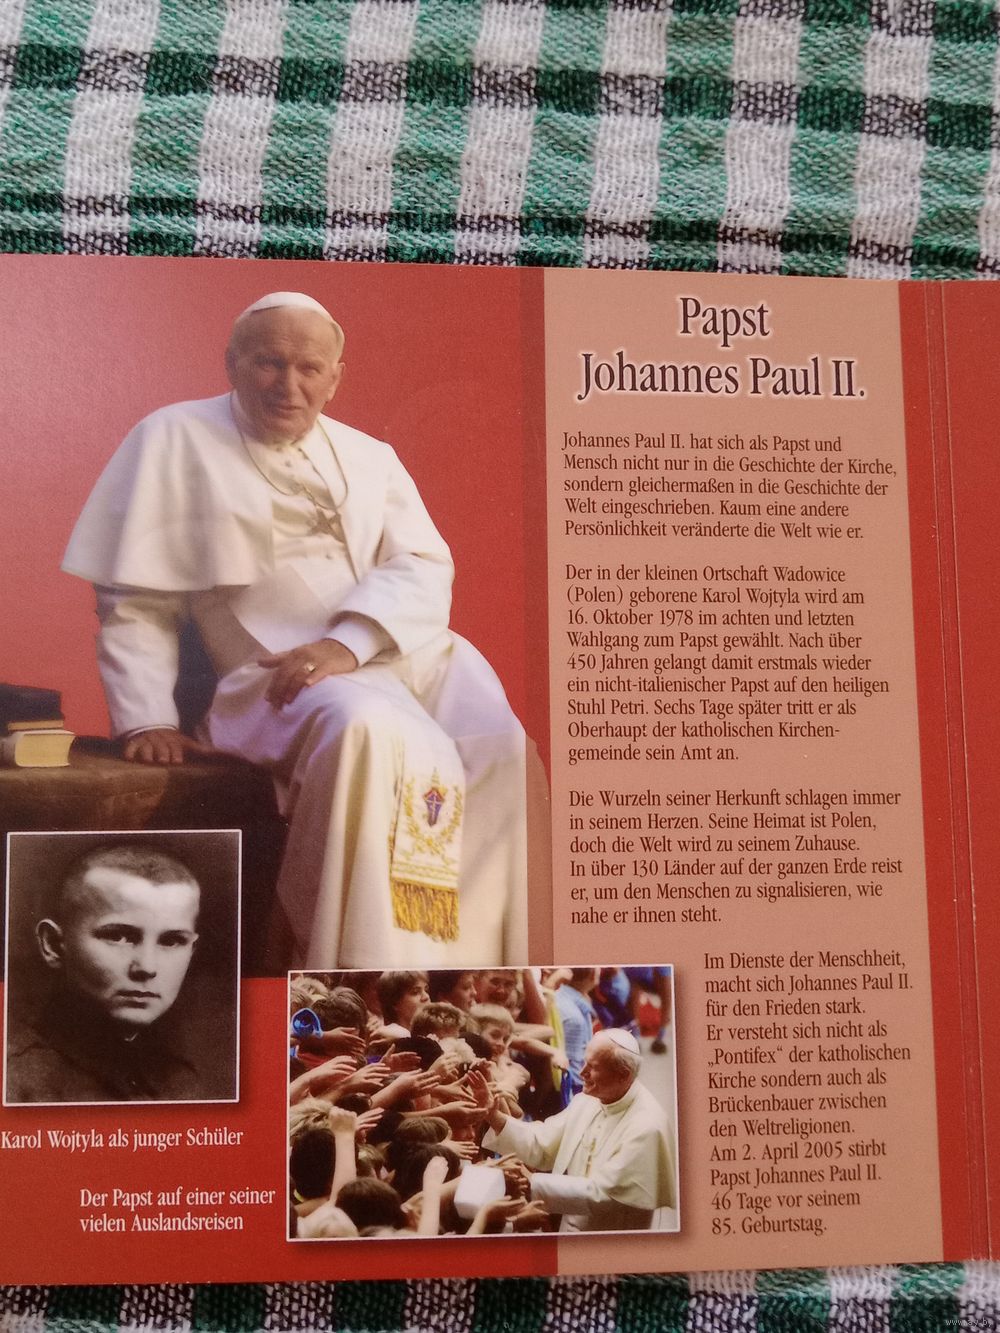 Papst
Johannes Paul II.
Johannes Paul II. hat sich als Papst und
Mensch nicht nur in die Geschichte der Kirche,
sondern gleichermaßen in die Geschichte der
Welt eingeschrieben. Kaum eine andere
Persönlichkeit veränderte die Welt wie er.
Der in der kleinen Ortschaft Wadowice
(Polen) geborene Karol Wojtyla wird am
16. Oktober 1978 im achten und letzten
Wahlgang zum Papst gewählt. Nach über
450 Jahren gelangt damit erstmals wieder
ein nicht-italienischer Papst auf den heiligen
Stuhl Petri. Sechs Tage später tritt er als
Oberhaupt der katholischen Kirchen-
gemeinde sein Amt an.
Die Wurzeln seiner Herkunft schlagen immer
in seinem Herzen. Seine Heimat ist Polen,
doch die Welt wird zu seinem Zuhause.
In über 130 Länder auf der ganzen Erde reist
er, um den Menschen zu signalisieren, wie
nahe er ihnen steht.
Im Dienste der Menschheit,
macht sich Johannes Paul II.
für den Frieden stark.
Er versteht sich nicht als
„Pontifex“ der katholischen
Kirche sondern auch als
Brückenbauer zwischen
den Weltreligionen.
Am 2. April 2005 stirbt
Papst Johannes Paul II.
46 Tage vor seinem
85. Geburtstag.
Karol Wojtyla als junger Schüler
Der Papst auf einer seiner
vielen Auslandsreisen
www.ay.by